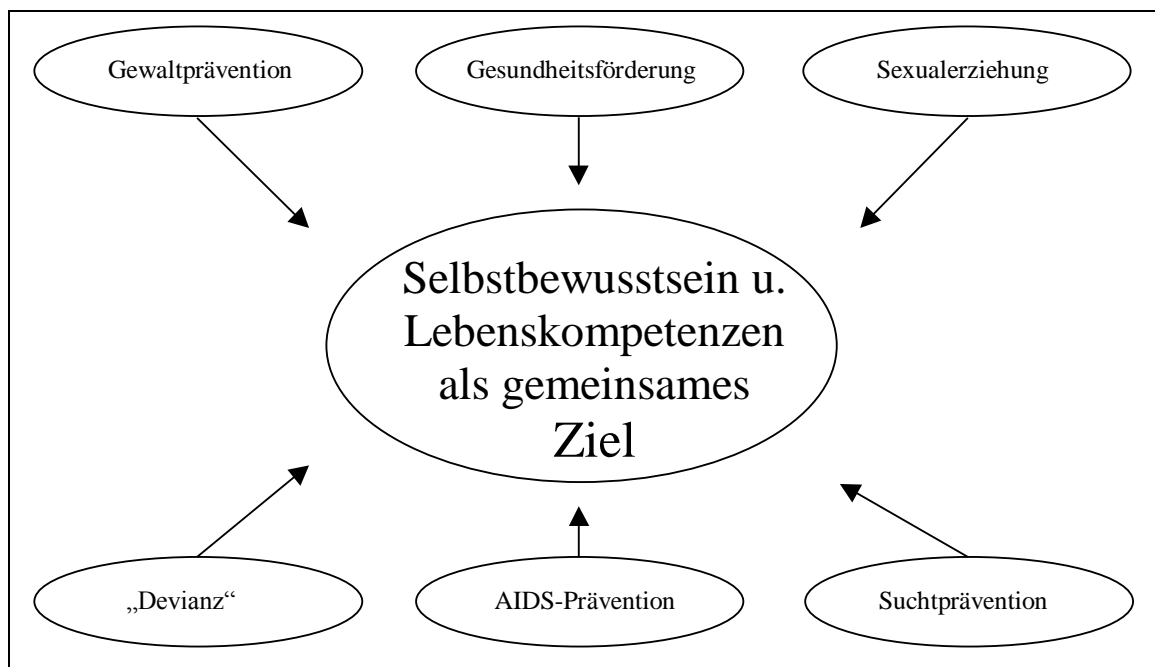 Gewaltprävention
Gesundheitsförderung
Sexualerziehung
Selbstbewusstsein u.
Lebenskompetenzen
als gemeinsames
Ziel
„Devianz“
AIDS-Prävention
Suchtprävention